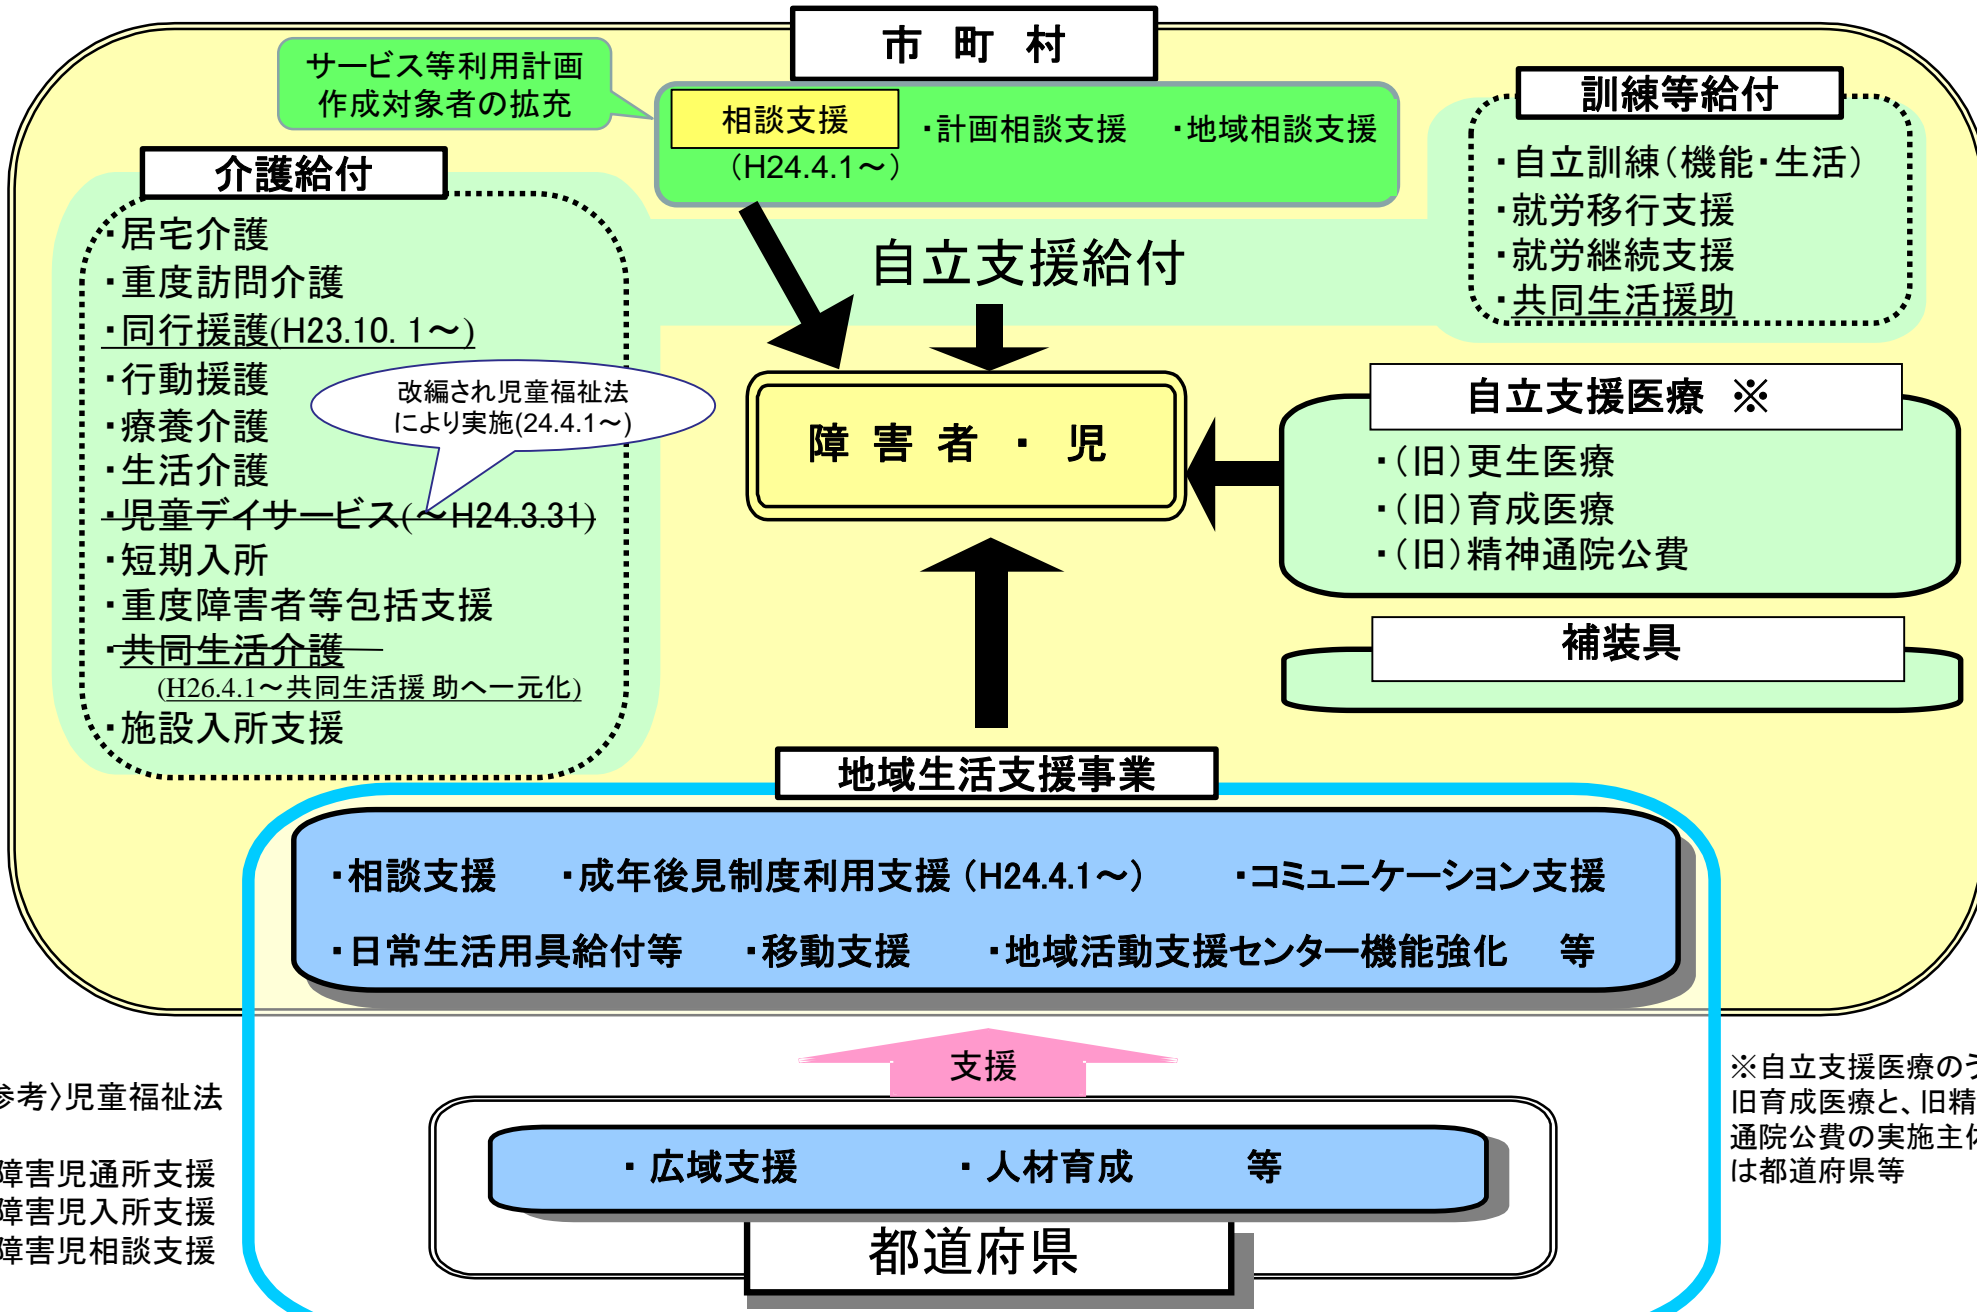 市 町 村
サービス等利用計画
作成対象者の拡充
相談支援
(H24.4.1～)
・計画相談支援 ・地域相談支援
訓練等給付
・自立訓練(機能・生活)
・就労移行支援
・就労継続支援
・共同生活援助
介護給付
・居宅介護
・重度訪問介護
・同行援護(H23.10. 1～)
・行動援護
・療養介護
・生活介護
・児童デイサービス(～H24.3.31)
・短期入所
・重度障害者等包括支援
・共同生活介護
(H26.4.1～共同生活援 助へ一元化)
・施設入所支援
改編され児童福祉法
により実施(24.4.1～)
自立支援給付
障 害 者 ・ 児
自立支援医療 ※
・(旧)更生医療
・(旧)育成医療
・(旧)精神通院公費
補装具
地域生活支援事業
・相談支援 ・成年後見制度利用支援 (H24.4.1～) ・コミュニケーション支援
・日常生活用具給付等 ・移動支援 ・地域活動支援センター機能強化 等
支援
・ 広域支援 ・ 人材育成 等
都道府県
参考〉児童福祉法
障害児通所支援
障害児入所支援
障害児相談支援
※自立支援医療のう
旧育成医療と、旧精
通院公費の実施主体
は都道府県等